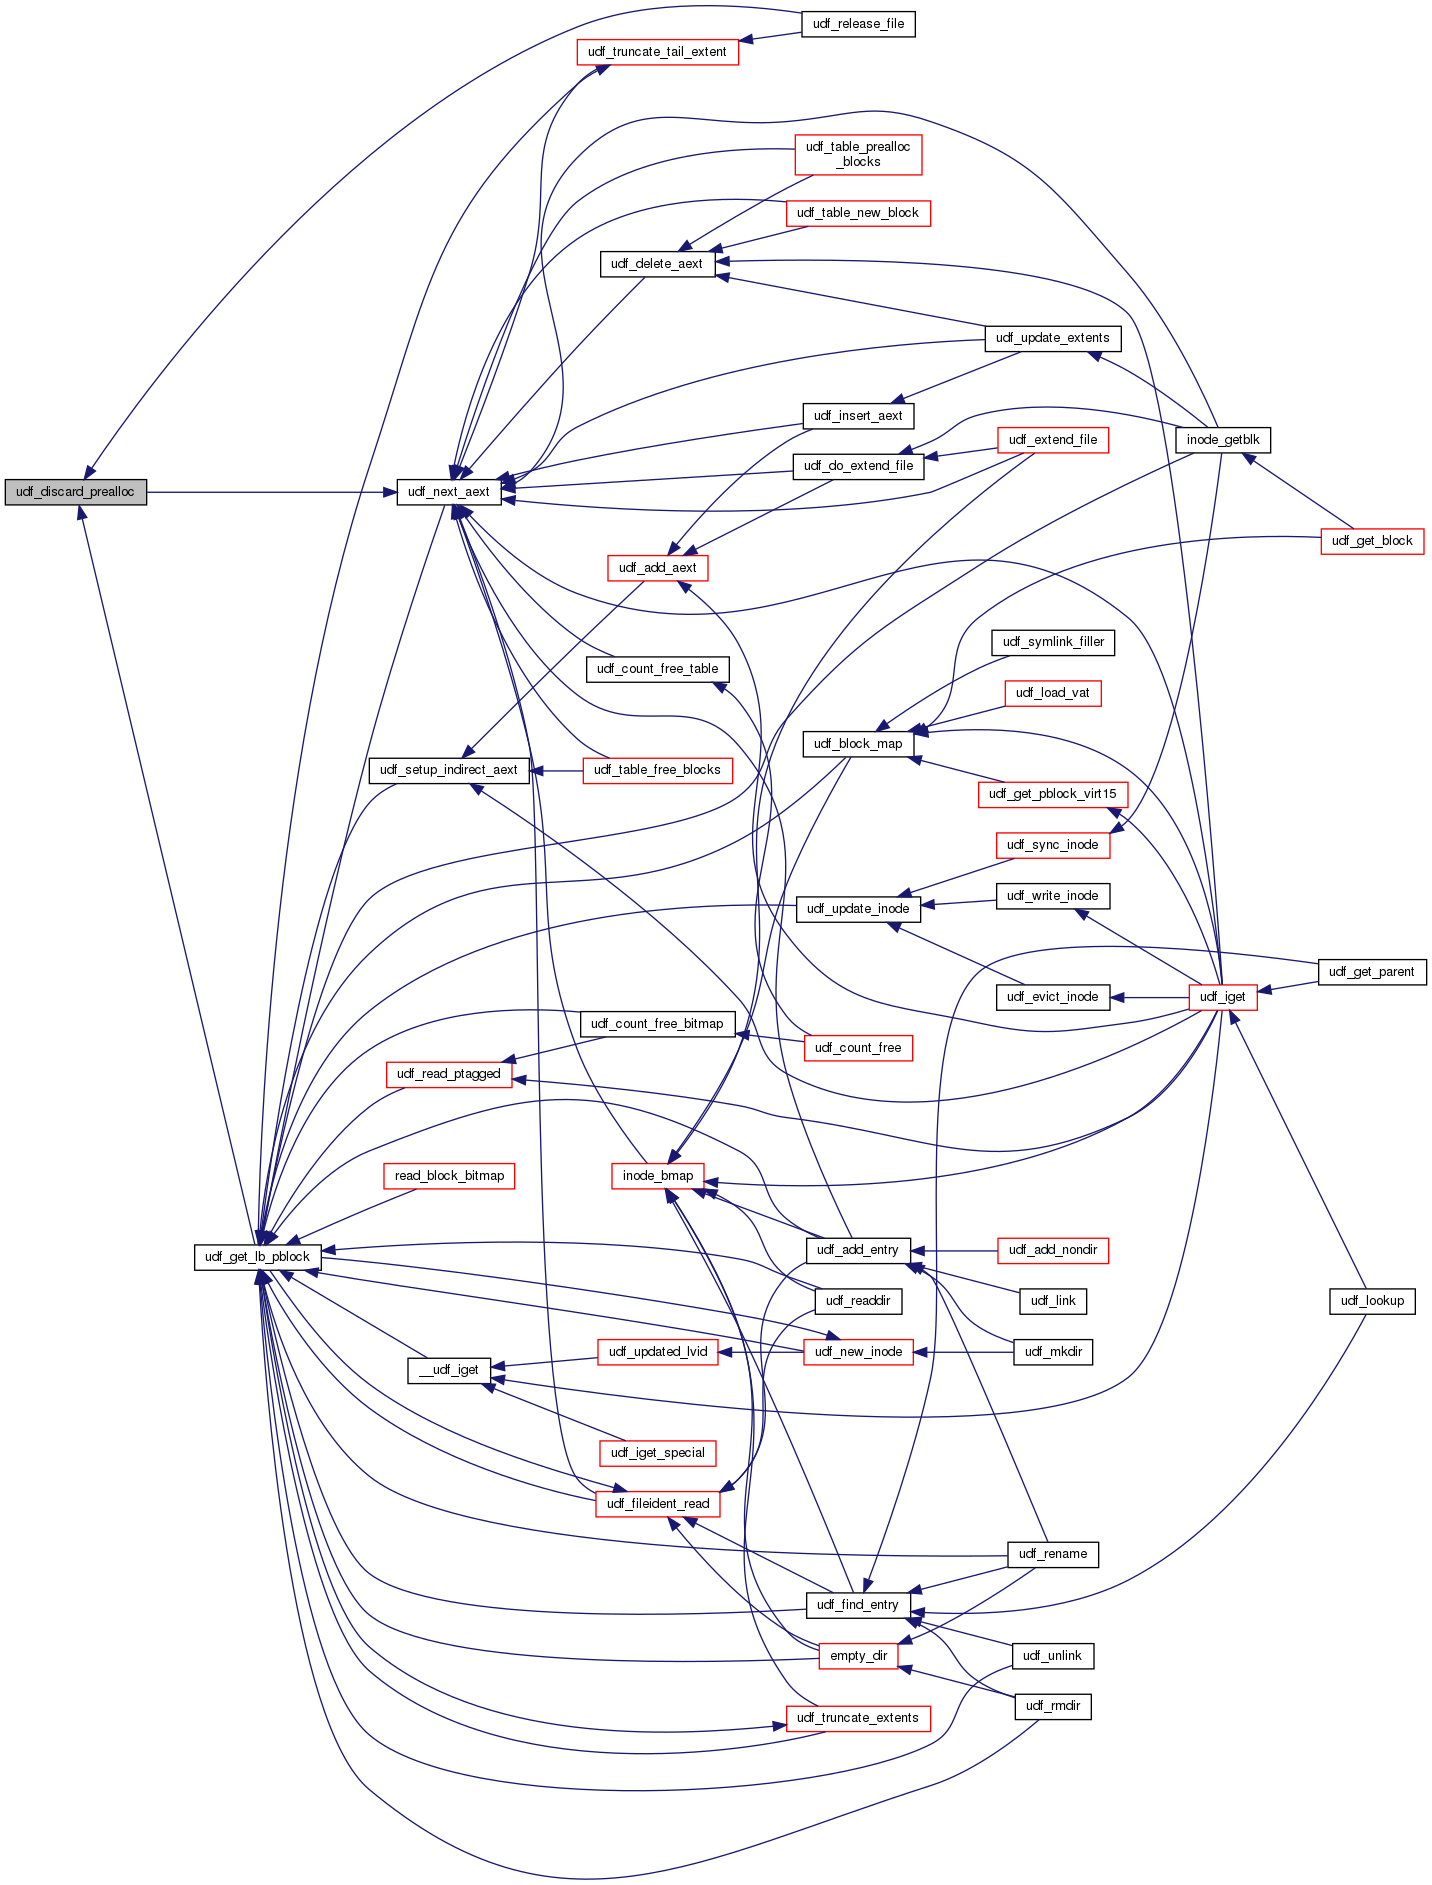 udf_release_file
udf_truncate_tail_extent
udf_table_prealloc
_blocks
udf_table_new_block
udf_delete_aext
udf_update_extents
udf_insert_aext
inode_getblk
udf_extend_file
udf_do_extend_file
udf_discard_prealloc
udf_next_aext
udf_get_block
udf_add_aext
udf_symlink_filler
udf_count_free_table
udf_load_vat
udf_block_map
udf_setup_indirect_aext
udf_table_free_blocks
udf_get_pblock_virt15
udf_sync_inode
udf_write_inode
udf_update_inode
udf_get_parent
udf_evict_inode
udf_iget
udf_count_free_bitmap
udf_count_free
udf_read_ptagged
read_block_bitmap
inode_bmap
udf_get_lb_pblock
udf_add_entry
udf_add_nondir
udf_readdir
udf_link
udf_lookup
udf_updated_lvid
udf_new_inode
udf_mkdir
__udf_iget
udf_iget_special
udf_fileident_read
udf_rename
udf_find_entry
empty_dir
udf_unlink
udf_rmdir
udf_truncate_extents